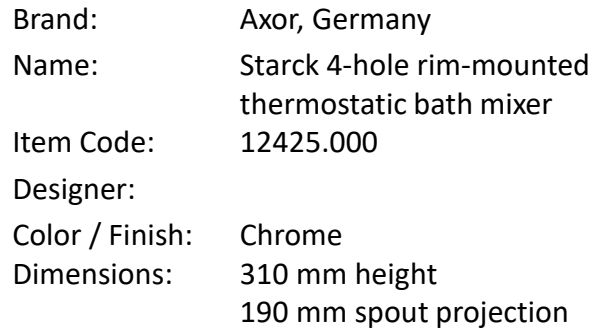 Brand: Axor, Germany
Name: Starck 4-hole rim-mounted
thermostatic bath mixer
Item Code: 12425.000
Designer:
Color / Finish: Chrome
Dimensions: 310 mm height
190 mm spout projection